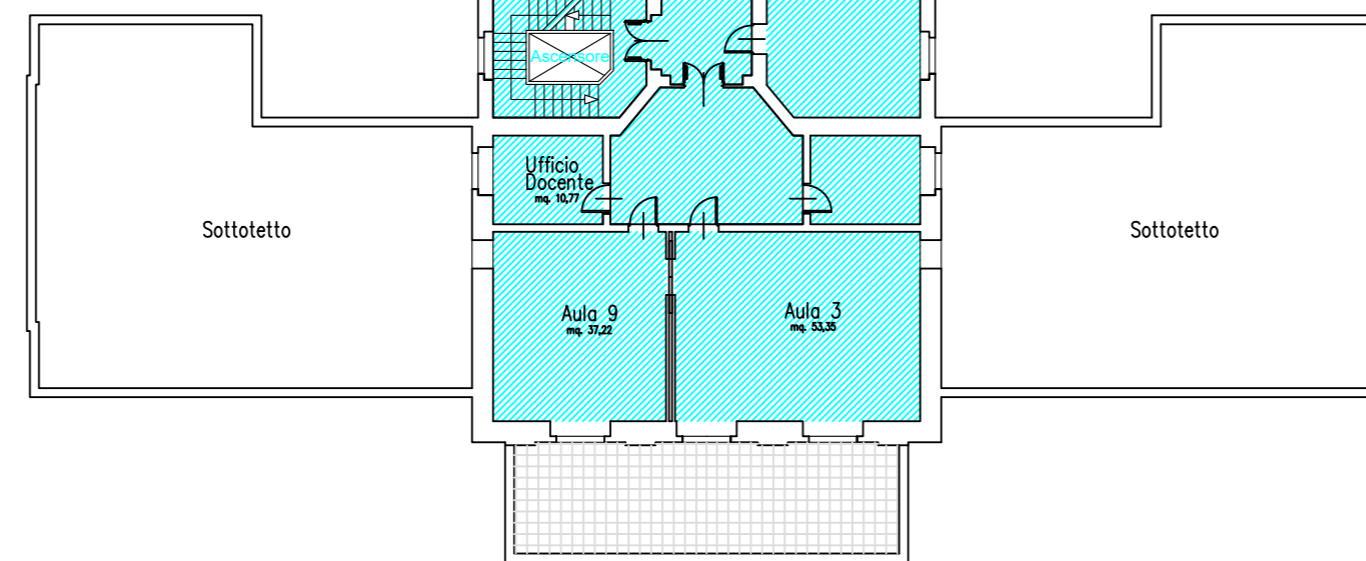 Ascensore
Ufficio
Docente
mq. 10,77
Sottotetto
Sottotetto
Aula 9
mq. 37,22
Aula 3
mq. 53,35